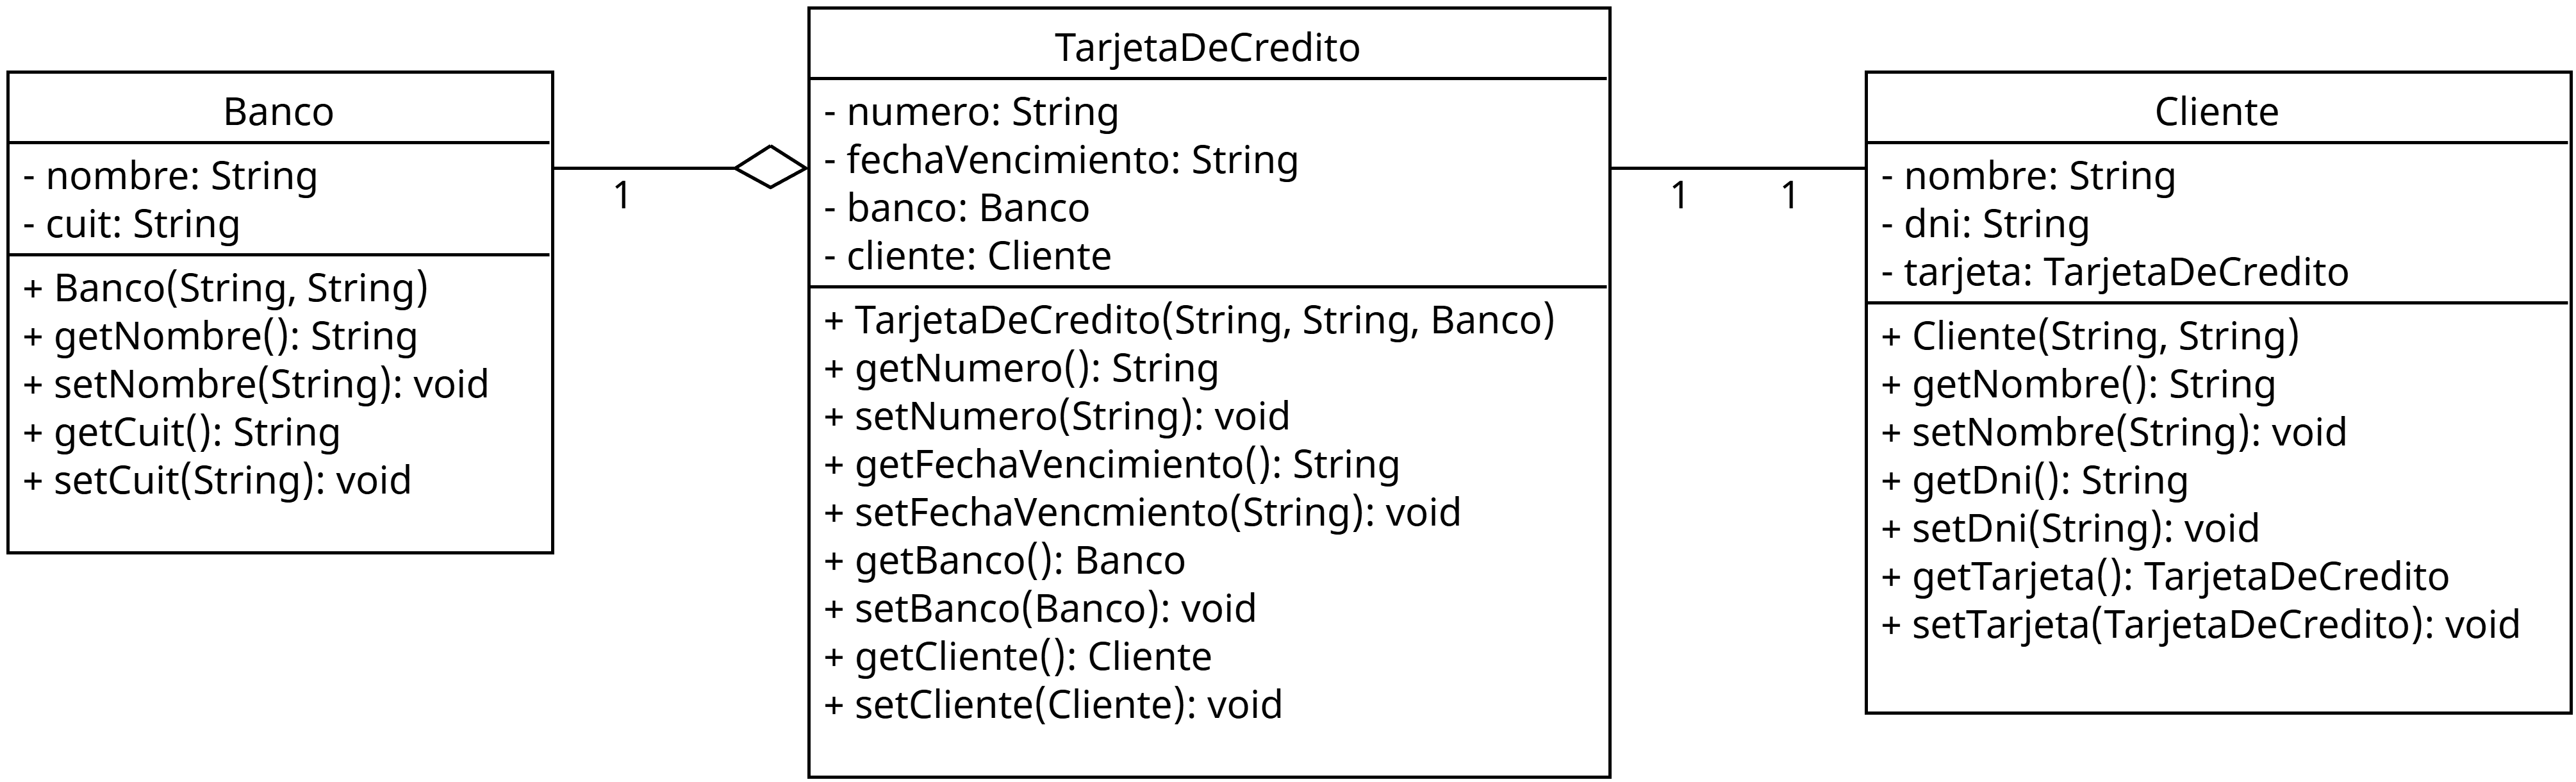 Banco
- nombre: String
- cuit: String
+ Banco(String, String)
+ getNombre(): String
+ setNombre(String): void
+ getCuit(): String
+ setCuit(String): void
1
TarjetaDeCredito
- numero: String
- fechaVencimiento: String
- banco: Banco
- cliente: Cliente
+ TarjetaDeCredito(String, String, Banco)
+ getNumero(): String
+ setNumero(String): void
+ getFechaVencimiento(): String
+ setFechaVencmiento(String): void
+ getBanco(): Banco
+ setBanco(Banco): void
+ getCliente(): Cliente
+ setCliente(Cliente): void
1 1
Cliente
- nombre: String
- dni: String
- tarjeta: TarjetaDeCredito
+ Cliente(String, String)
+ getNombre(): String
+ setNombre(String): void
+ getDni(): String
+ setDni(String): void
+ getTarjeta(): TarjetaDeCredito
+ setTarjeta(TarjetaDeCredito): void